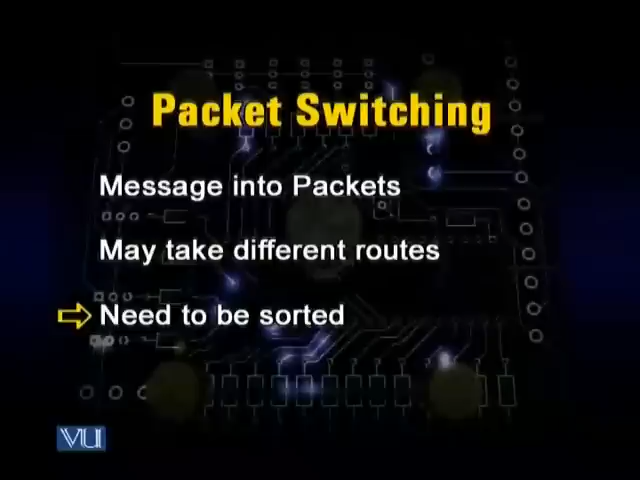 Packet Switching
Message into Packets
May take different routes
Need to be sorted
VU